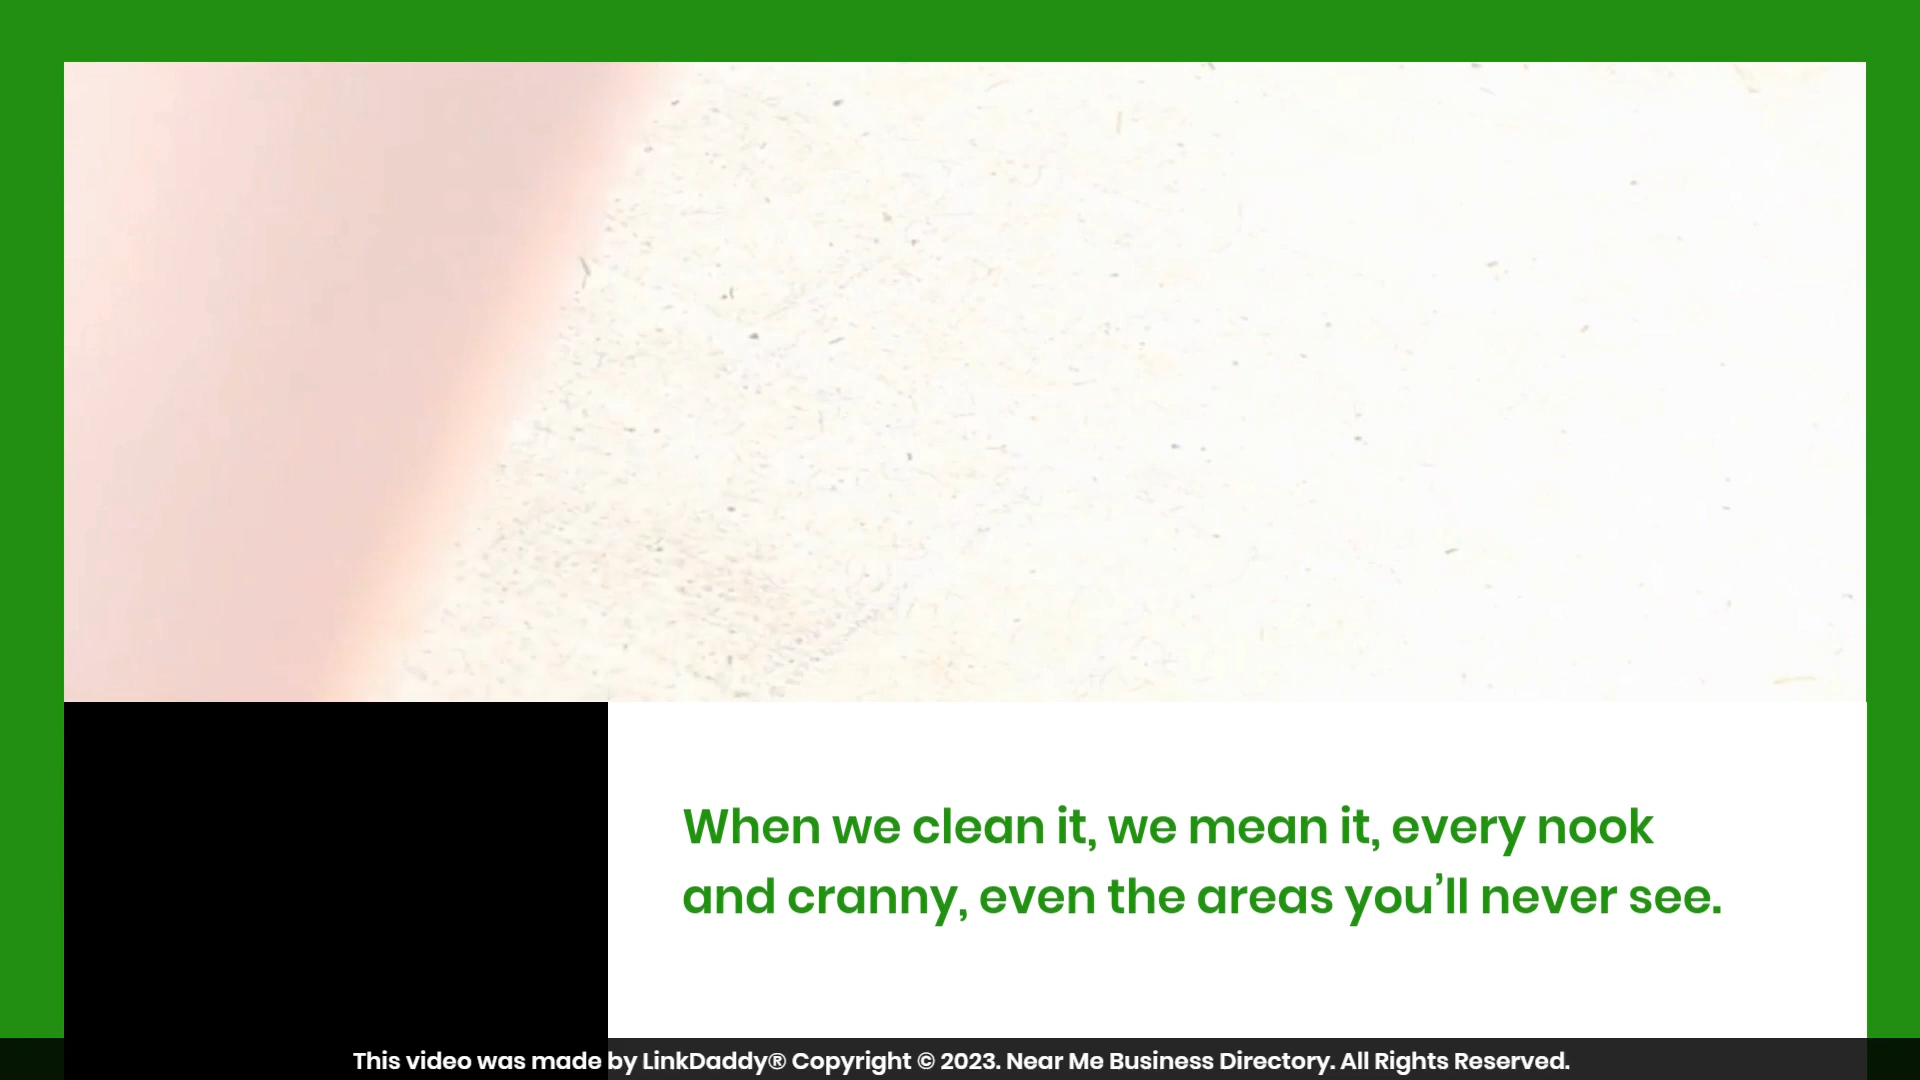 When we clean it, we mean it, every nook
and cranny, even the areas you’ll never see.
This video was made by LinkDaddy® Copyright © 2023. Near Me Business Directory. All Rights Reserved.